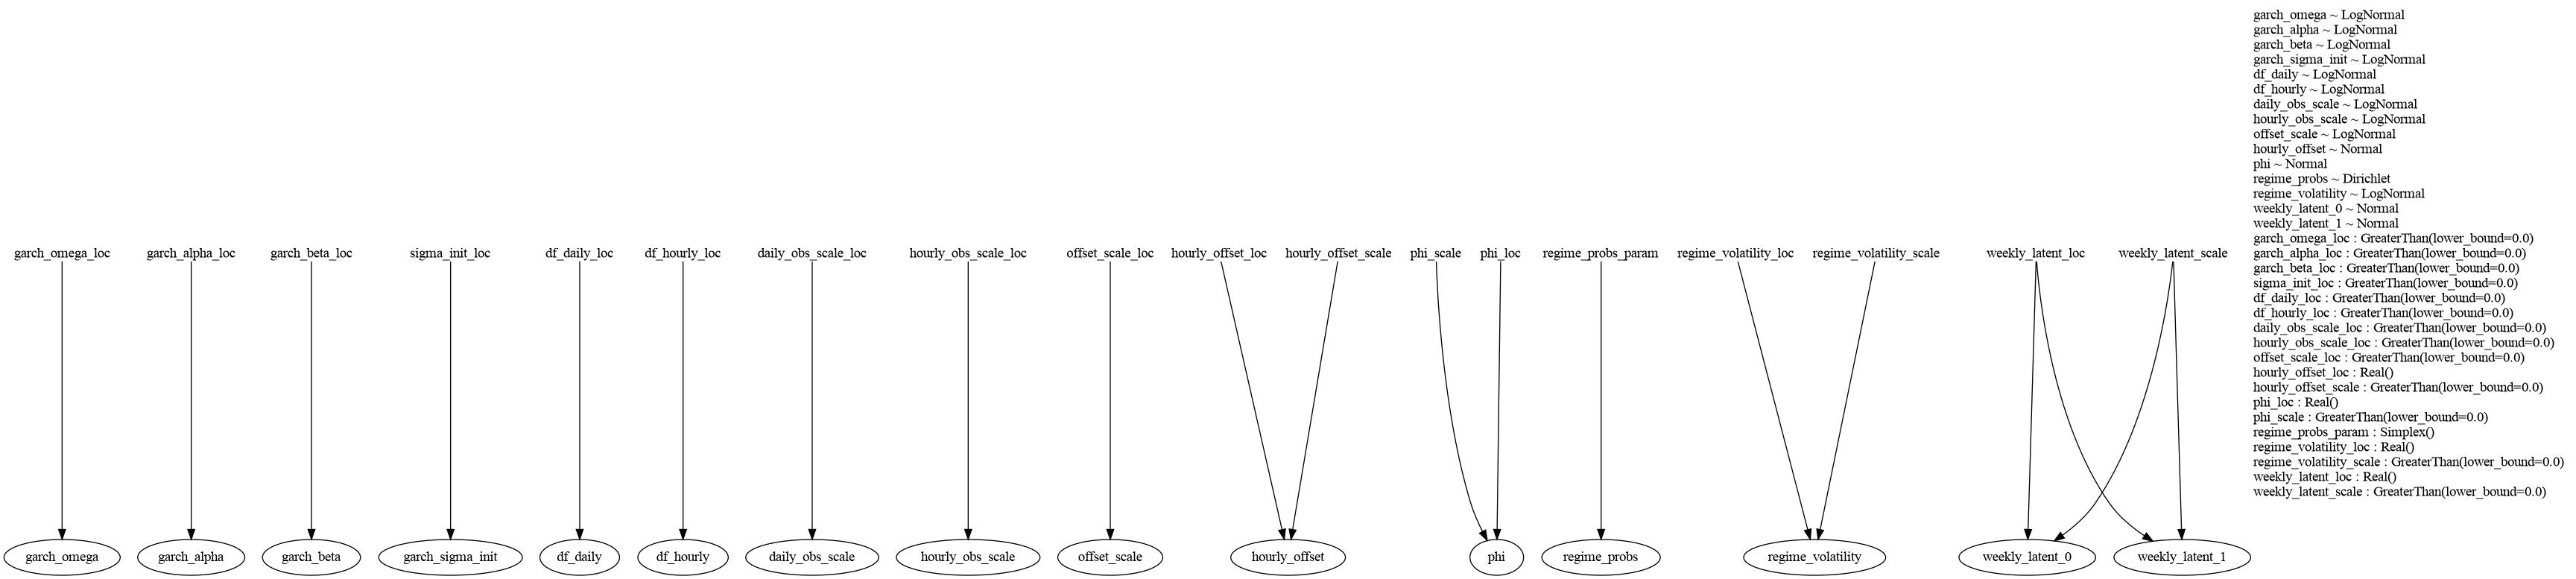 garch_omega ~ LogNormal
garch_alpha ~ LogNormal
garch_beta ~ LogNormal
garch_sigma_init ~ LogNormal
df_daily ~ LogNormal
df_hourly ~ LogNormal
daily_obs_scale ~ LogNormal
hourly_obs_scale ~ LogNormal
offset_scale ~ LogNormal
hourly_offset ~ Normal
phi ~ Normal
regime_probs ~ Dirichlet
regime_volatility ~ LogNormal
weekly_latent_0 ~ Normal
weekly_latent_1 ~ Normal
garch_omega_loc : GreaterThan(lower_bound=0.0)
garch_alpha_loc : GreaterThan(lower_bound=0.0)
garch_beta_loc : GreaterThan(lower_bound=0.0)
sigma_init_loc : GreaterThan(lower_bound=0.0)
df_daily_loc : GreaterThan(lower_bound=0.0)
df_hourly_loc : GreaterThan(lower_bound=0.0)
daily_obs_scale_loc : GreaterThan(lower_bound=0.0)
hourly_obs_scale_loc : GreaterThan(lower_bound=0.0)
offset_scale_loc : GreaterThan(lower_bound=0.0)
hourly_offset_loc : Real()
hourly_offset_scale : GreaterThan(lower_bound=0.0)
phi_loc : Real()
phi_scale : GreaterThan(lower_bound=0.0)
regime_probs_param : Simplex()
regime_volatility_loc : Real()
regime_volatility_scale : GreaterThan(lower_bound=0.0)
weekly_latent_loc : Real()
weekly_latent_scale : GreaterThan(lower_bound=0.0)
garch_omega_loc garch_alpha_loc garch_beta_loc sigma_init_loc df_daily_loc df_hourly_loc daily_obs_scale_loc hourly_obs_scale_loc offset_scale_loc hourly_offset_loc hourly_offset_scale phi_scale phi_loc regime_probs_param regime_volatility_loc regime_volatility_scale weekly_latent_loc weekly_latent_scale
garch_omega garch_alpha garch_beta garch_sigma_init df_daily df_hourly daily_obs_scale hourly_obs_scale offset_scale hourly_offset phi regime_probs regime_volatility weekly_latent_0 weekly_latent_1